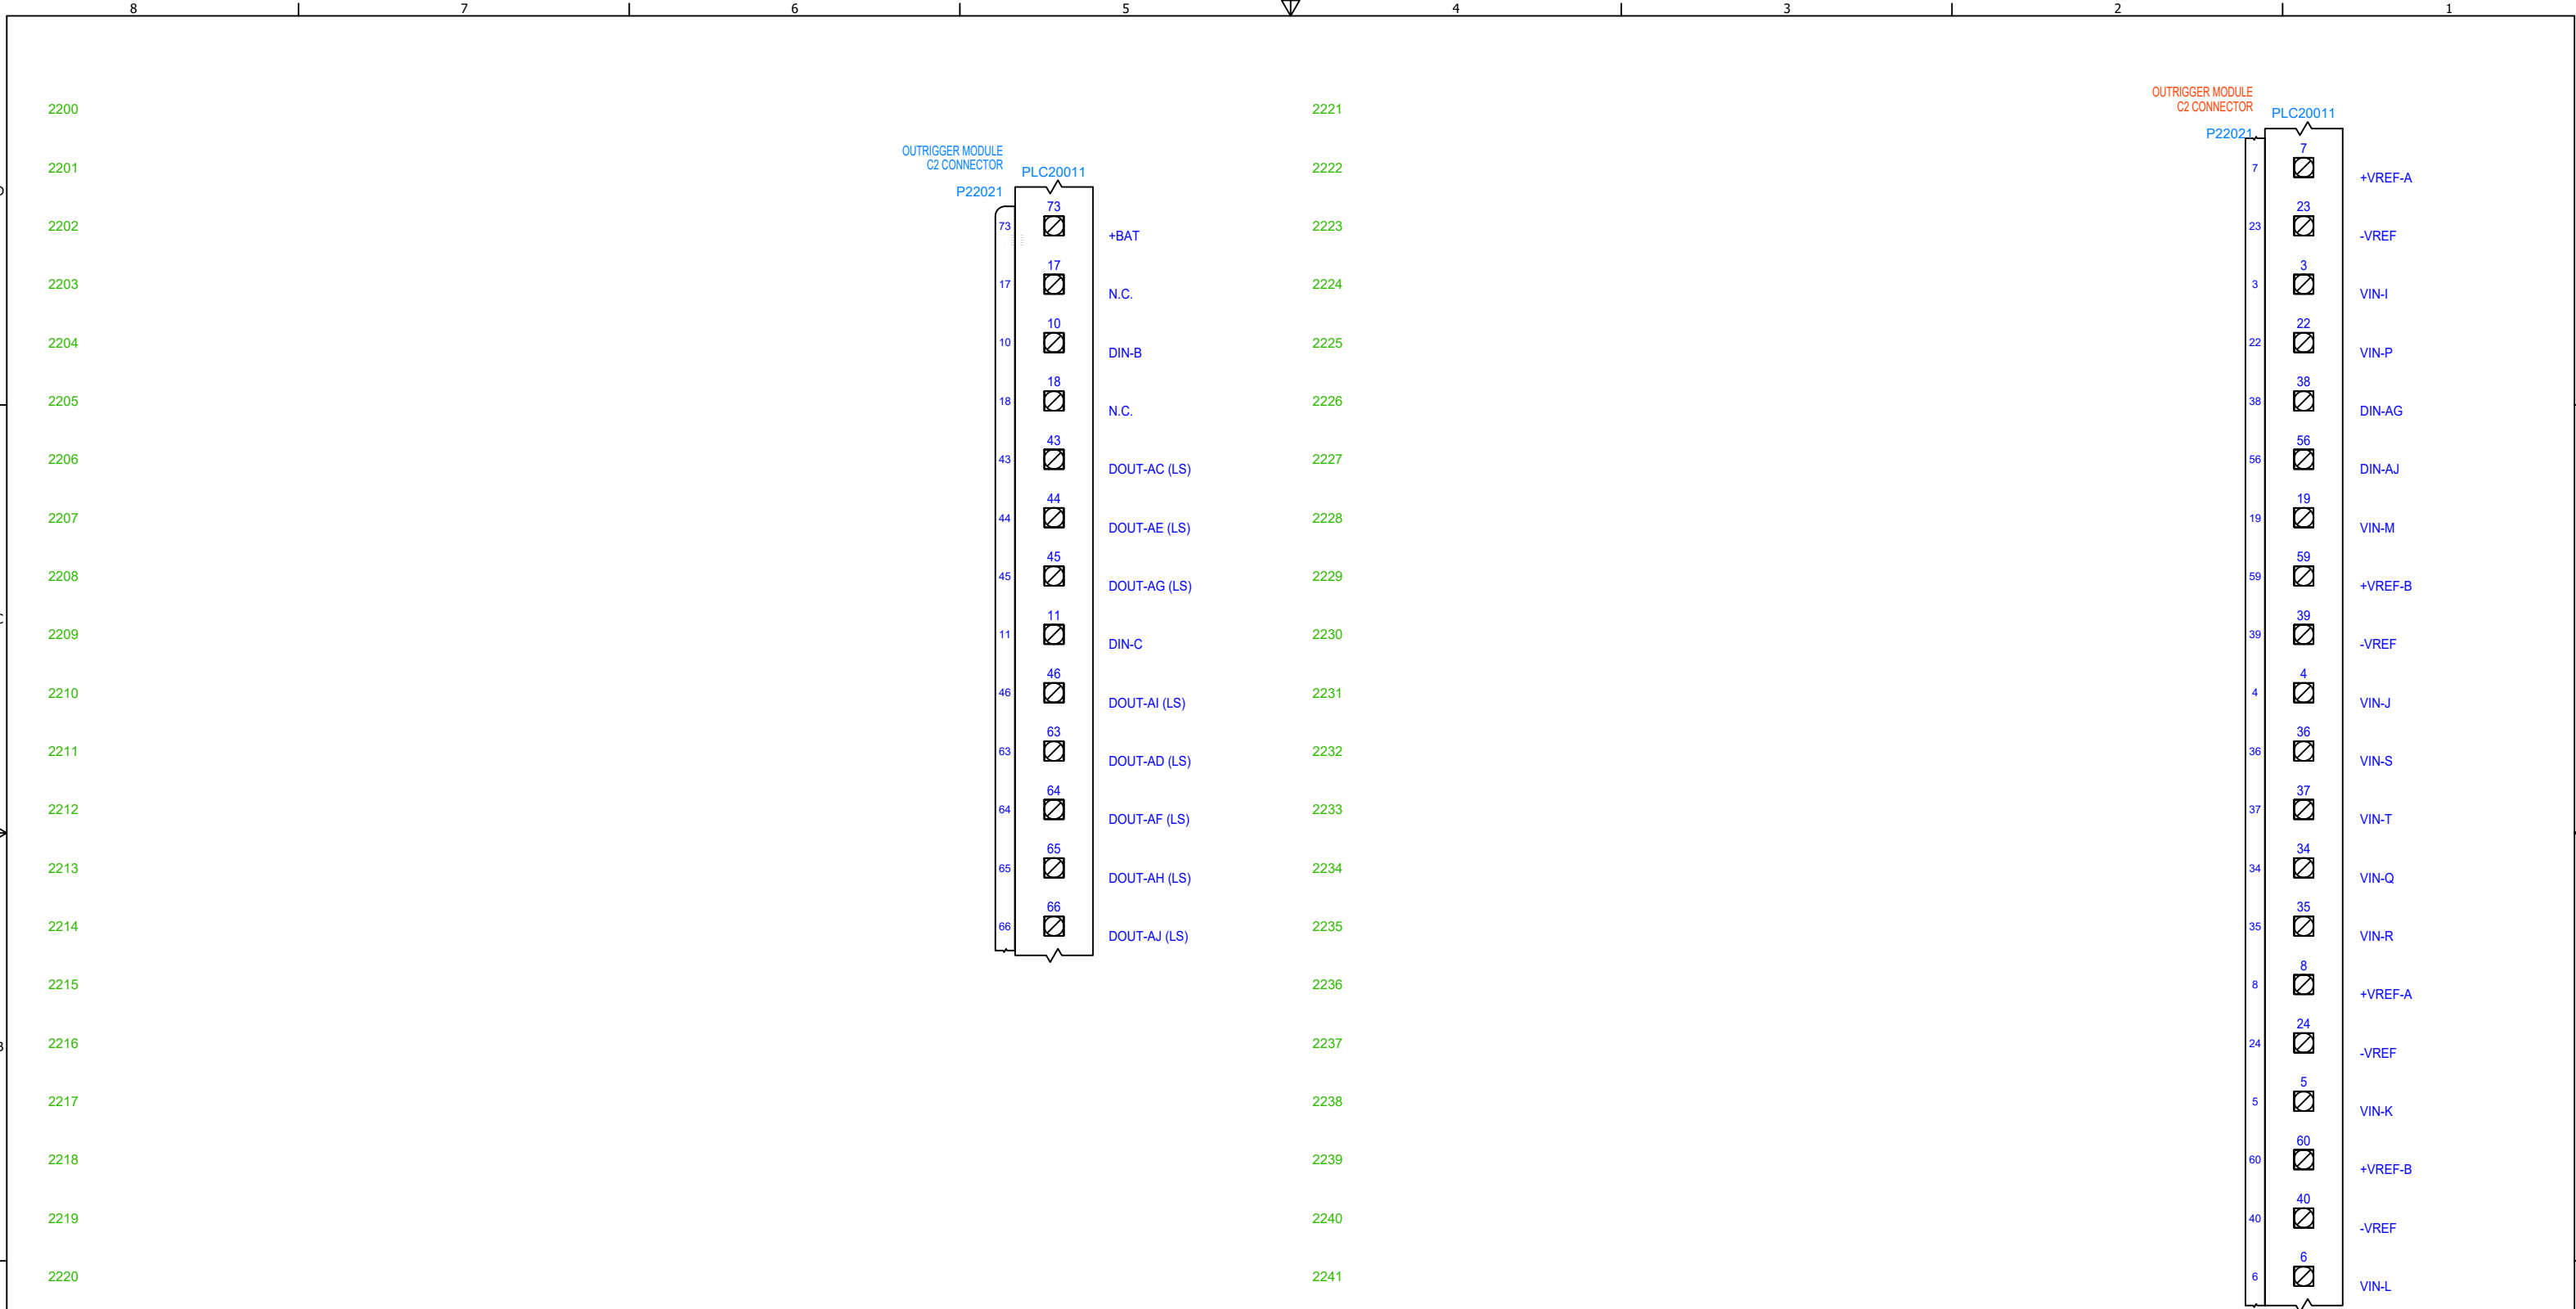 8 7 6 5 4 3 2 1
2200 2221
OUTRIGGER MODULE
C2 CONNECTOR
PLC20011
P22021
2201 2222
7 7 +VREF-A
OUTRIGGER MODULE
C2 CONNECTOR
PLC20011
P22021
2202 73 73 +BAT 2223 23 23 -VREF
2203 17 17 N.C. 2224 3 3 VIN-I
2204 10 10 DIN-B 2225 22 22 VIN-P
2205 18 18 N.C. 2226 38 38 DIN-AG
2206 43 43 DOUT-AC (LS) 2227 56 56 DIN-AJ
2207 44 44 DOUT-AE (LS) 2228 19 19 VIN-M
2208 45 45 DOUT-AG (LS) 2229 59 59 +VREF-B
2209 11 11 DIN-C 2230 39 39 -VREF
2210 46 46 DOUT-AI (LS) 2231 4 4 VIN-J
2211 63 63 DOUT-AD (LS) 2232 36 36 VIN-S
2212 64 64 DOUT-AF (LS) 2233 37 37 VIN-T
2213 65 65 DOUT-AH (LS) 2234 34 34 VIN-Q
2214 66 66 DOUT-AJ (LS) 2235 35 35 VIN-R
2215 2236 8 8 +VREF-A
2216 2237 24 24 -VREF
2217 2238 5 5 VIN-K
2218 2239 60 60 +VREF-B
2219 2240 40 40 -VREF
2220 2241 6 6 VIN-L